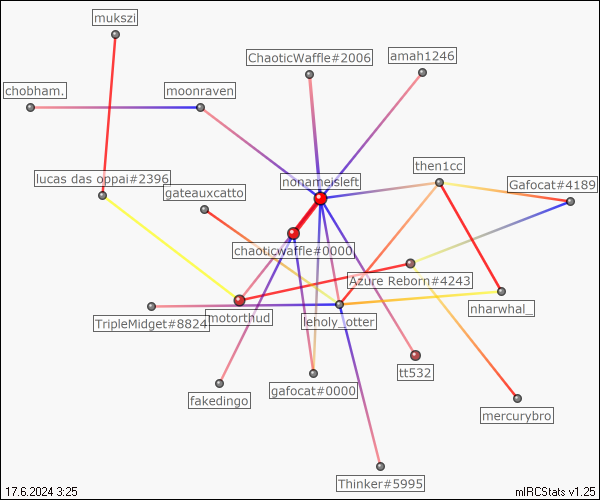 mukszi
ChaoticWaffle#2006
amah1246
chobham.
moonraven
then1cc
lucas das oppai#2396
nonameisleft
Gafocat#4189
gateauxcatto
chaoticwaffle#0000
Azure Reborn#4243
nharwhal_
TripleMidget#8824
motorthud
leholy_otter
tt532
fakedingo
gafocat#0000
mercurybro
Thinker#5995
17.6.2024 3:25
mIRCStats v1.25